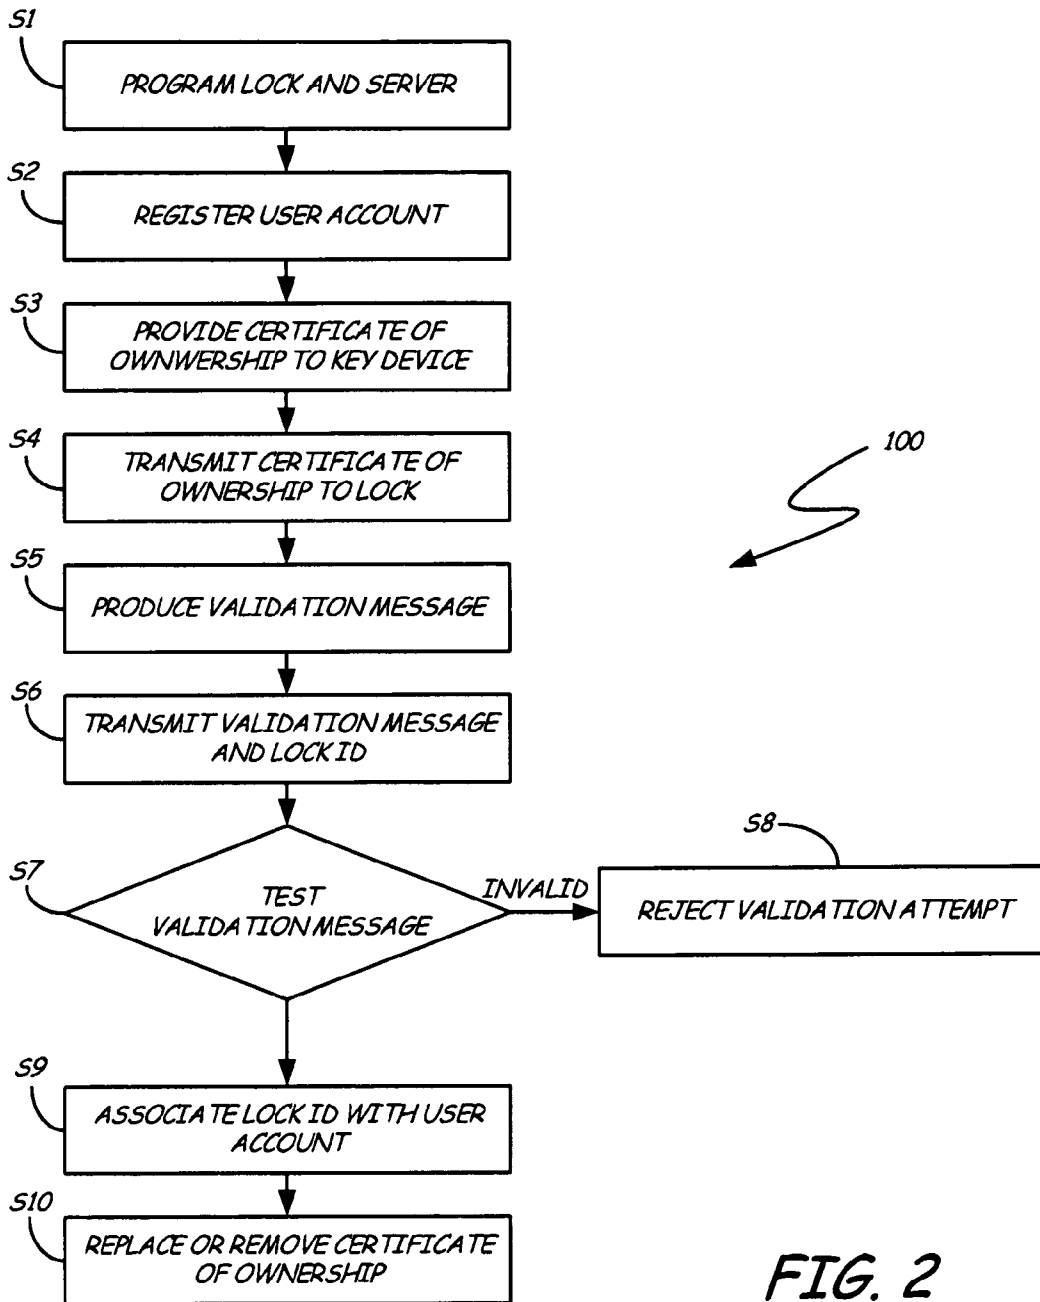 S1
PROGRAM LOCK AND SERVER
S2
REGISTER USER ACCOUNT
S3
PROVIDE CERTIFICATE OF
OWNWERSHIP TO KEY DEVICE
S4
TRANSMIT CERTIFICATE OF
OWNERSHIP TO LOCK
100
S5
PRODUCE VALIDATION MESSAGE
S6
TRANSMIT VALIDATION MESSAGE
AND LOCK ID
S7
TEST
VALIDATION MESSAGE
INVALID
S8
REJECT VALIDATION ATTEMPT
S9
ASSOCIATE LOCK ID WITH USER
ACCOUNT
S10
REPLACE OR REMOVE CERTIFICATE
OF OWNERSHIP
FIG. 2